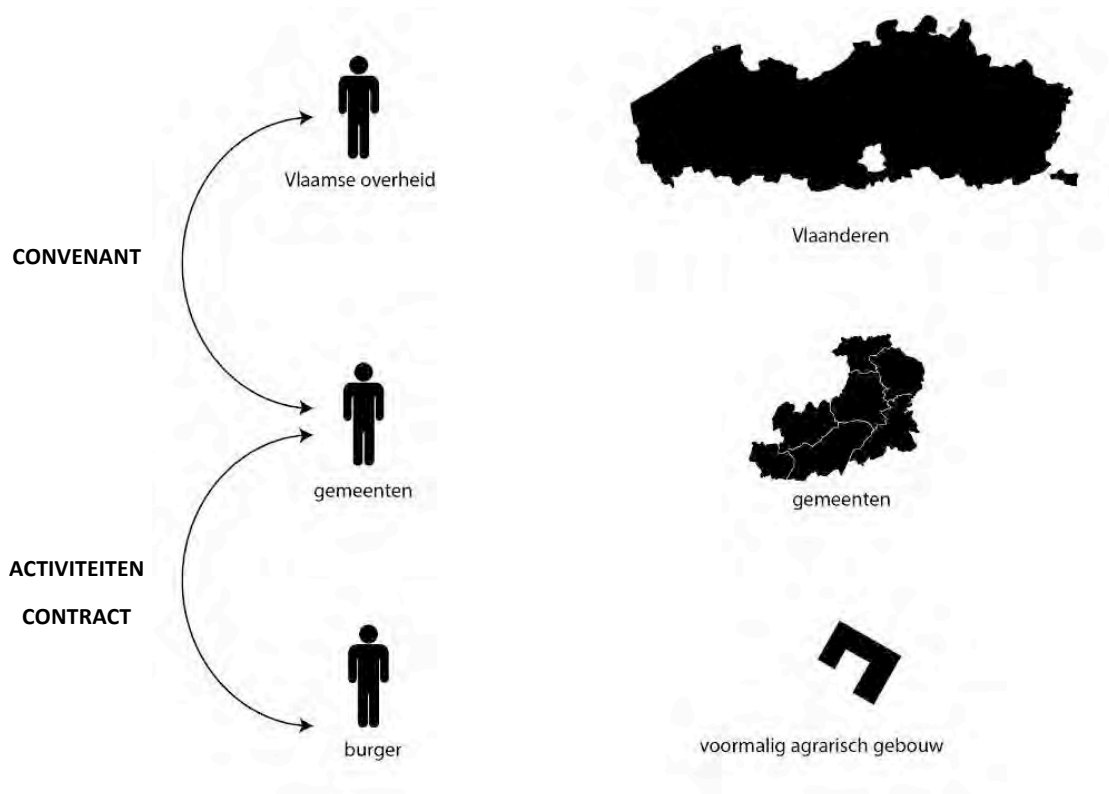 Vlaamse overheid
Vlaanderen
CONVENANT
gemeenten
gemeenten
ACTIVITEITEN
CONTRACT
burger
voormalig agrarisch gebouw